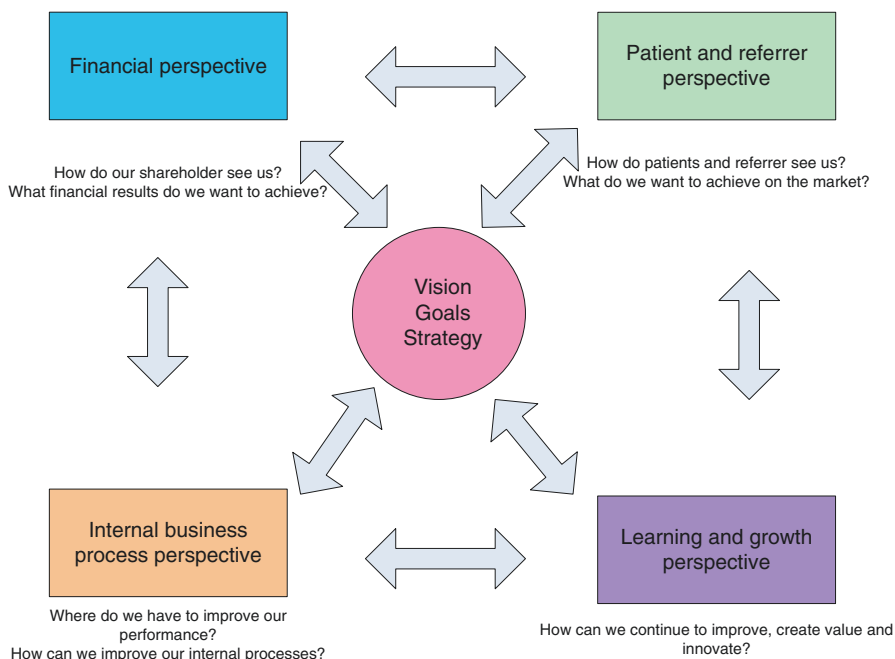 Financial perspective
Patient and referrer
perspective
How do our shareholder see us?
What financial results do we want to achieve?
How do patients and referrer see us?
What do we want to achieve on the market?
Vision
Goals
Strategy
Internal business
process perspective
Learning and growth
perspective
Where do we have to improve our
performance?
How can we improve our internal processes?
How can we continue to improve, create value and
innovate?